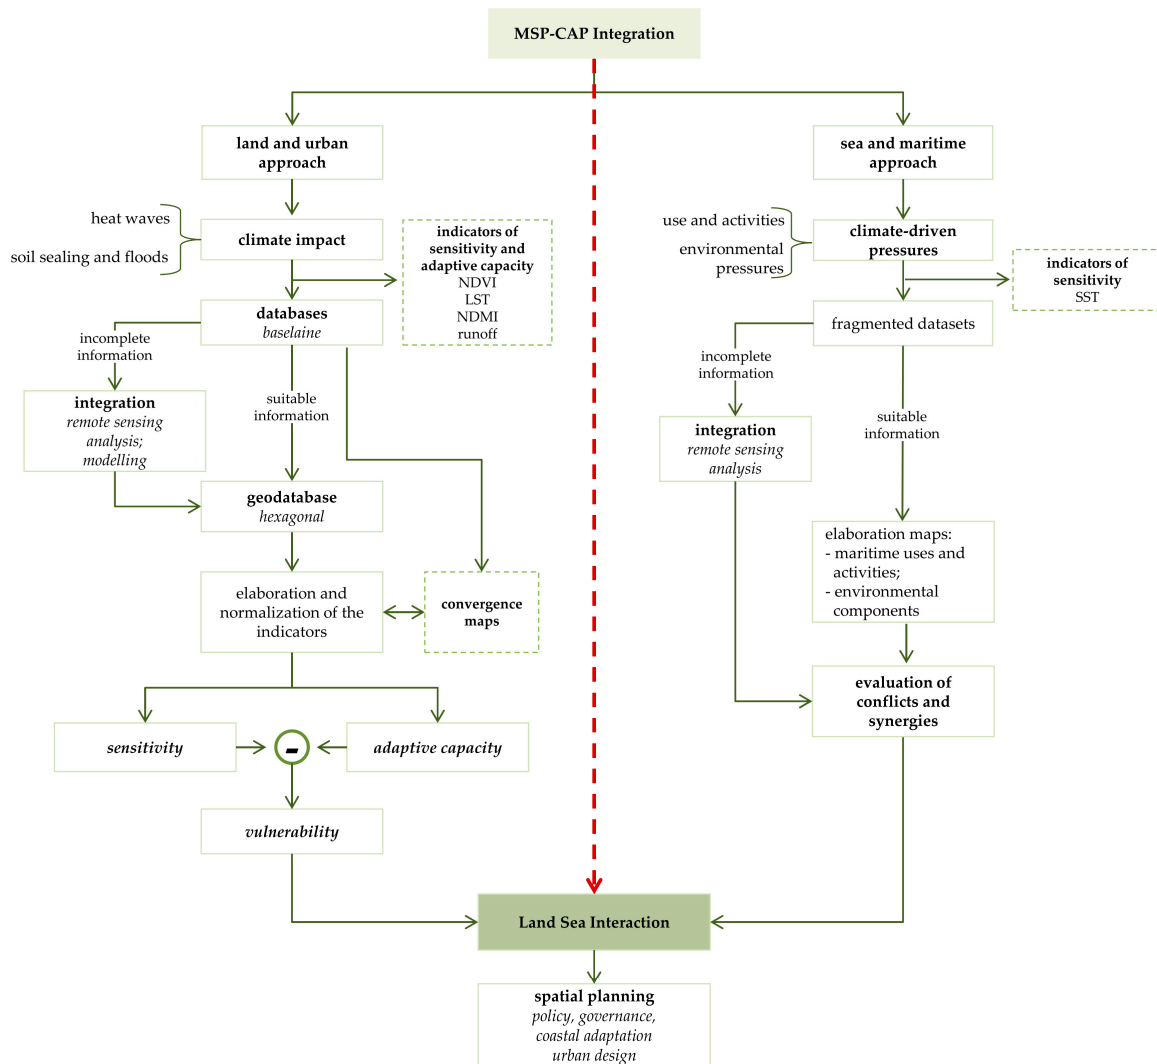 MSP-CAP Integration
land and urban
approach
heat waves
soil sealing and floods
climate impact
indicators of
sensitivity and
adaptive capacity
NDVI
LST
NDMI
runoff
databases
baselaine
incomplete
information
suitable
information
integration
remote sensing
analysis;
modelling
geodatabase
hexagonal
elaboration and
normalization of the
indicators
convergence
maps
sensitivity
-
adaptive capacity
vulnerability
sea and maritime
approach
use and activities
environmental
pressures
climate-driven
pressures
indicators of
sensitivity
SST
fragmented datasets
incomplete
information
suitable
information
integration
remote sensing
analysis
elaboration maps:
- maritime uses and
activities;
- environmental
components
evaluation of
conflicts and
synergies
Land Sea Interaction
spatial planning
policy, governance,
coastal adaptation
urban design